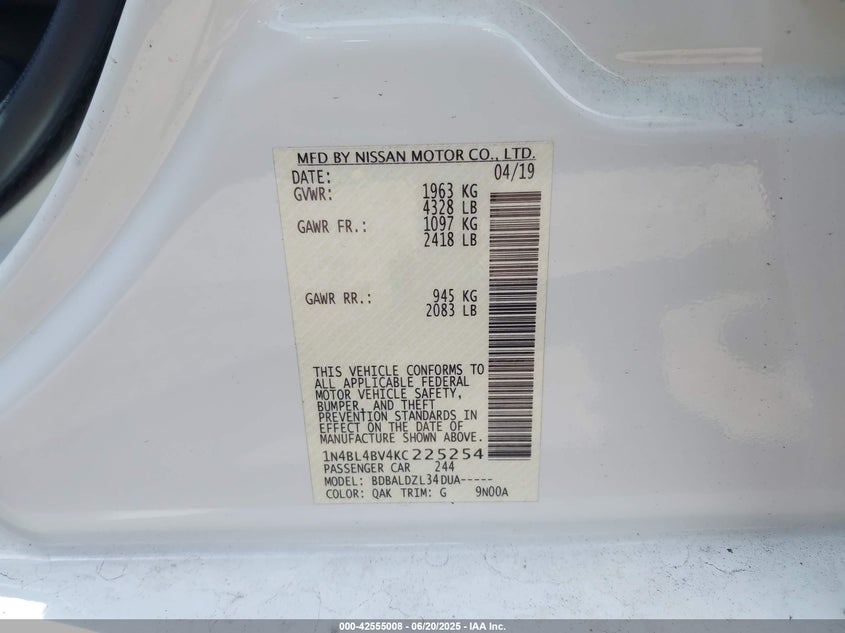 MFD BY NISSAN MOTOR CO., LTD.
DATE: 04/19
GVWR: 1963 KG
4328 LB
GAWR FR.: 1097 KG
2418 LB
GAWR RR.: 945 KG
2083 LB
THIS VEHICLE CONFORMS TO
ALL APPLICABLE FEDERAL
MOTOR VEHICLE SAFETY,
BUMPER, AND THEFT
PREVENTION STANDARDS IN
EFFECT ON THE DATE OF
MANUFACTURE SHOWN ABOVE.
1N4BL4BV4KC225254
PASSENGER CAR 244
MODEL: BDBALDZL34DUA-----
COLOR: QAK TRIM: G 9N00A
000-42555008 | 06/20/2025 - IAA Inc.